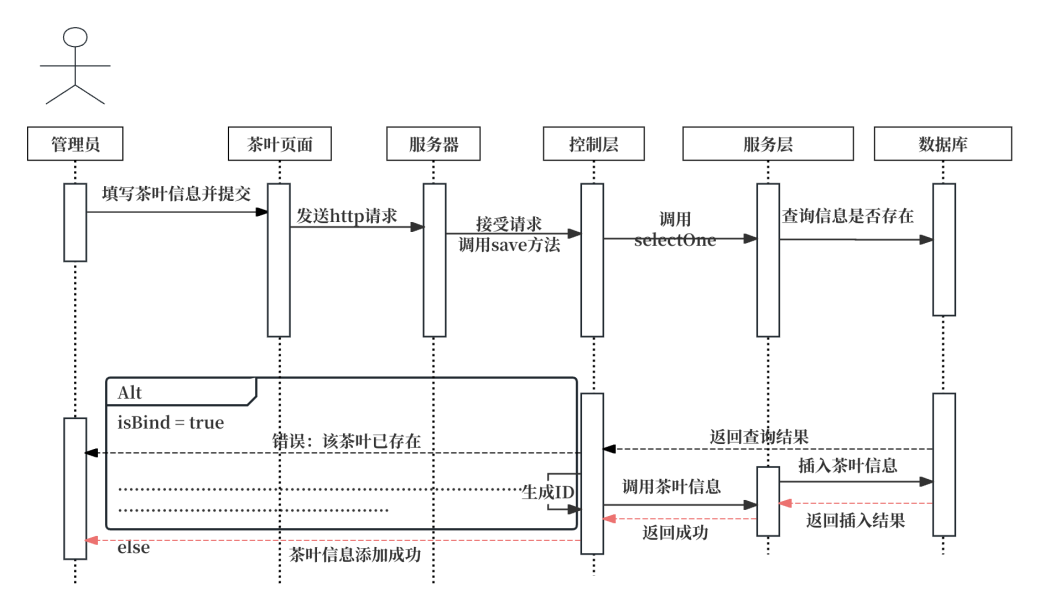 管理员
茶叶页面
服务器
控制层
服务层
数据库
填写茶叶信息并提交
发送http请求
接受请求
调用save方法
调用
selectOne
查询信息是否存在
Alt
isBind = true
错误：该茶叶已存在
返回查询结果
插入茶叶信息
生成ID
调用茶叶信息
返回插入结果
返回成功
else
茶叶信息添加成功